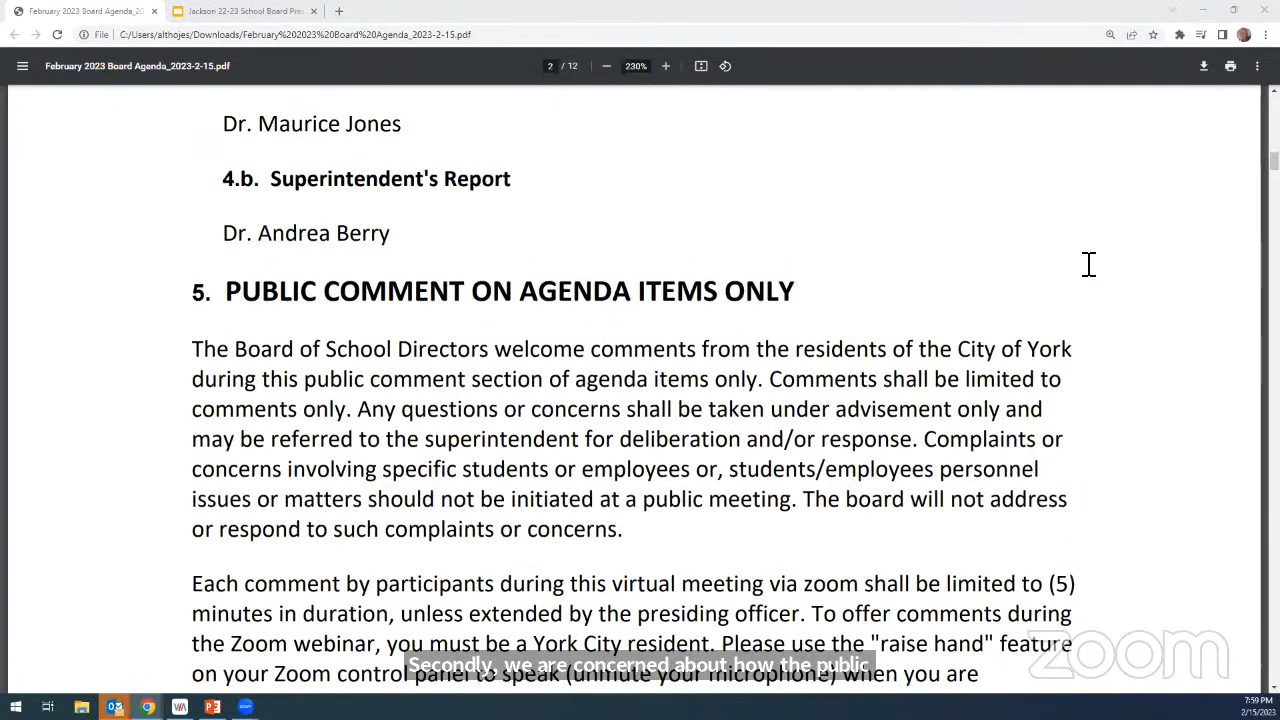 February 2023 Board Agenda_20
Jackson 22-23 School Board Pres
File
C:/Users/althojes/Downloads/February%202023%20Board%20Agenda_2023-2-15.pdf
February 2023 Board Agenda_2023-2-15.pdf
2 / 12
230%
Dr. Maurice Jones
4.b. Superintendent's Report
Dr. Andrea Berry
5. PUBLIC COMMENT ON AGENDA ITEMS ONLY
The Board of School Directors welcome comments from the residents of the City of York
during this public comment section of agenda items only. Comments shall be limited to
comments only. Any questions or concerns shall be taken under advisement only and
may be referred to the superintendent for deliberation and/or response. Complaints or
concerns involving specific students or employees or, students/employees personnel
issues or matters should not be initiated at a public meeting. The board will not address
or respond to such complaints or concerns.
Each comment by participants during this virtual meeting via zoom shall be limited to (5)
minutes in duration, unless extended by the presiding officer. To offer comments during
the Zoom webinar, you must be a York City resident. Please use the "raise hand" feature
on your Zoom control panel to speak (unmute your microphone) when you are
Secondly, we are concerned about how the public
zoom
7:59 PM
2/15/2023